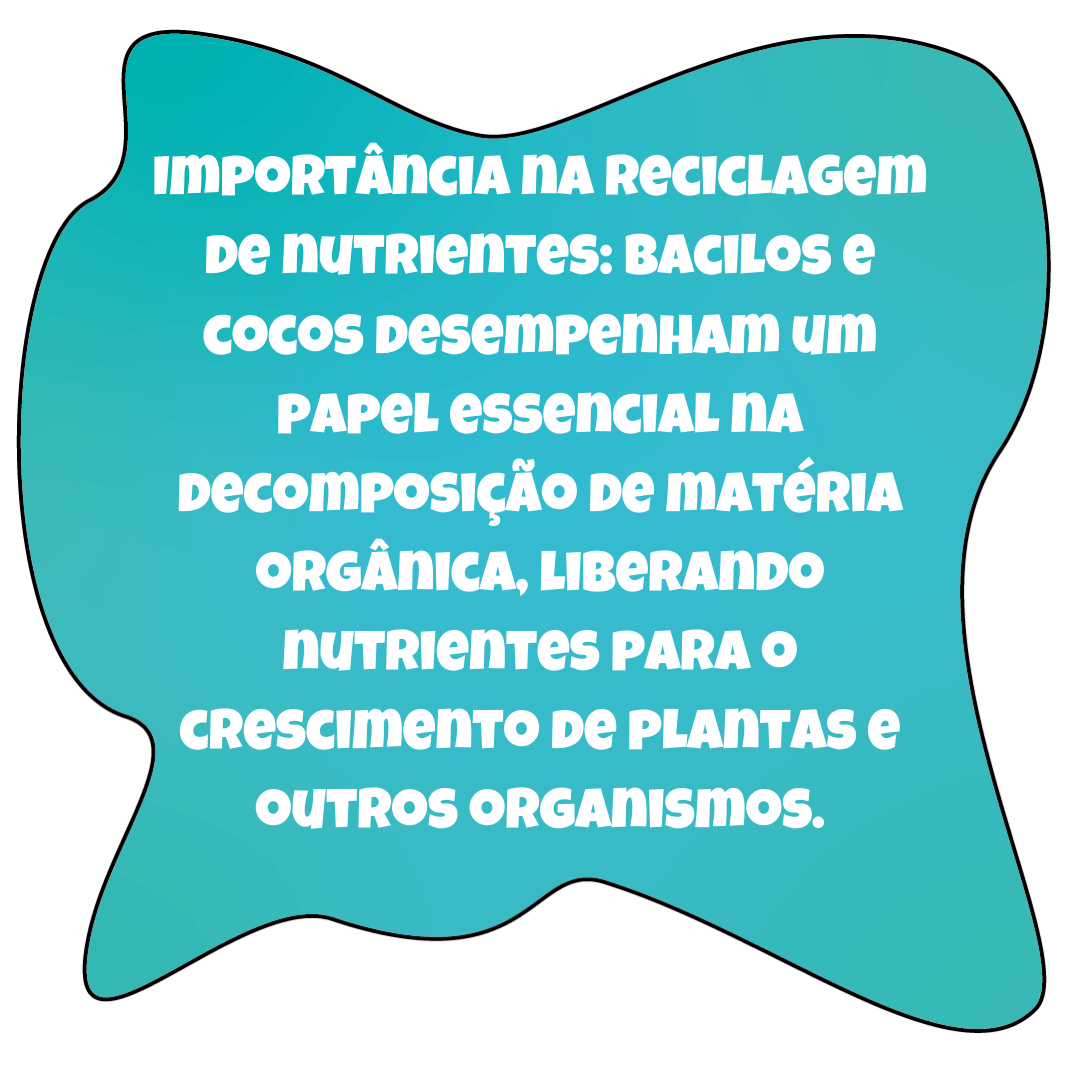 Importância na reciclagem
de nutrientes: Bacilos e
cocos desempenham um
papel essencial na
decomposição de matéria
orgânica, liberando
nutrientes para o
crescimento de plantas e
outros organismos.